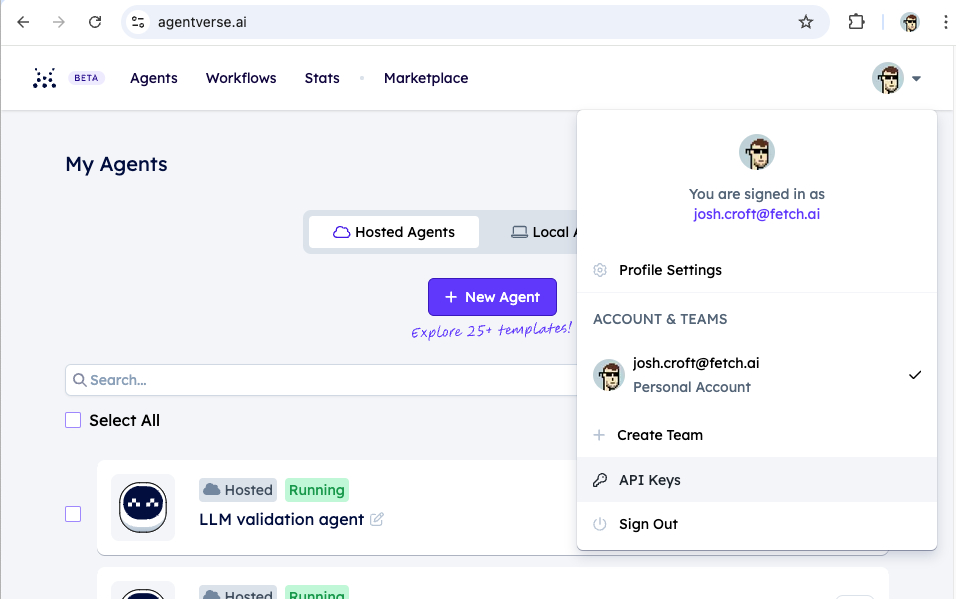 agentverse.ai
BETA Agents Workflows Stats Marketplace
My Agents
Hosted Agents
Local
+ New Agent
Explore 25+ templates!
Search...
Select All
Hosted Running
LLM validation agent
Hosted Running
You are signed in as
josh.croft@fetch.ai
Profile Settings
ACCOUNT & TEAMS
josh.croft@fetch.ai
Personal Account
+ Create Team
API Keys
Sign Out